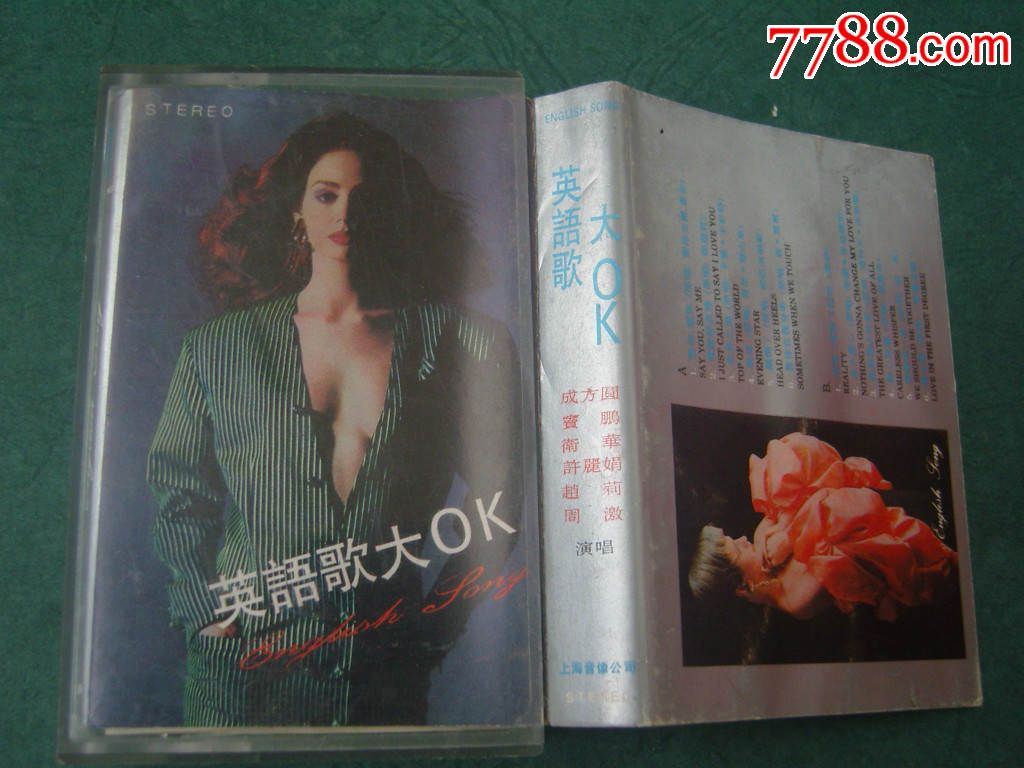 7788.com
STEREO
英語歌大OK
English Song
ENGLISH SONG
英語歌
大OK
成方圓
竇鵬
衛華
許麗娟
趙莉
周激
演唱
上海音像公司
STEREO
A
SAY YOU, SAY ME
I JUST CALLED TO SAY I LOVE YOU
TOP OF THE WORLD
EVENING STAR
HEAD OVER HEELS
SOMETIMES WHEN WE TOUCH
B
REALITY
NOTHING'S GONNA CHANGE MY LOVE FOR YOU
THE GREATEST LOVE OF ALL
CARELESS WHISPER
WE SHOULD BE TOGETHER
LOVE IN THE FIRST DEGREE
English Song